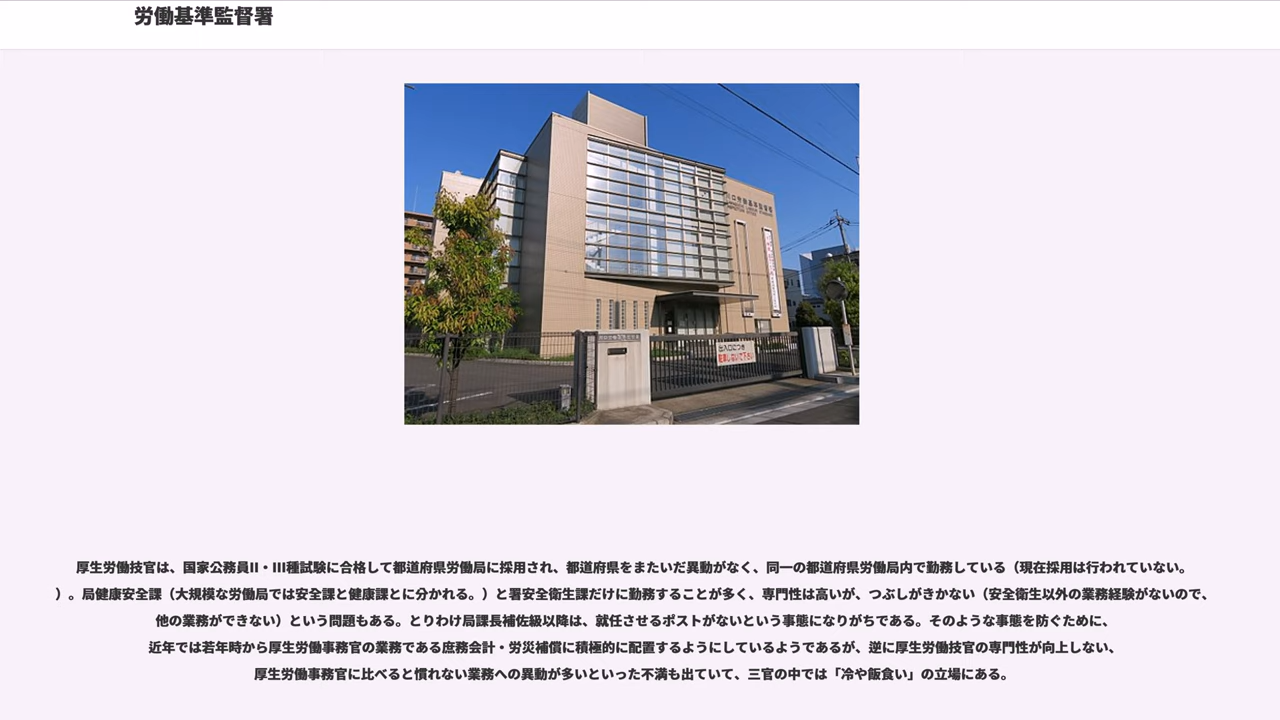 労働基準監督署
出入口につき
駐車しないで下さい
厚生労働技官は、国家公務員II・III種試験に合格して都道府県労働局に採用され、都道府県をまたいだ異動がなく、同一の都道府県労働局内で勤務している（現在採用は行われていない。
）。局健康安全課（大規模な労働局では安全課と健康課とに分かれる。）と署安全衛生課だけに勤務することが多く、専門性は高いが、つぶしがきかない（安全衛生以外の業務経験がないので、
他の業務ができない）という問題もある。とりわけ局課長補佐級以降は、就任させるポストがないという事態になりがちである。そのような事態を防ぐために、
近年では若年時から厚生労働事務官の業務である庶務会計・労災補償に積極的に配置するようにしているようであるが、逆に厚生労働技官の専門性が向上しない、
厚生労働事務官に比べると慣れない業務への異動が多いといった不満も出ていて、三官の中では「冷や飯食い」の立場にある。